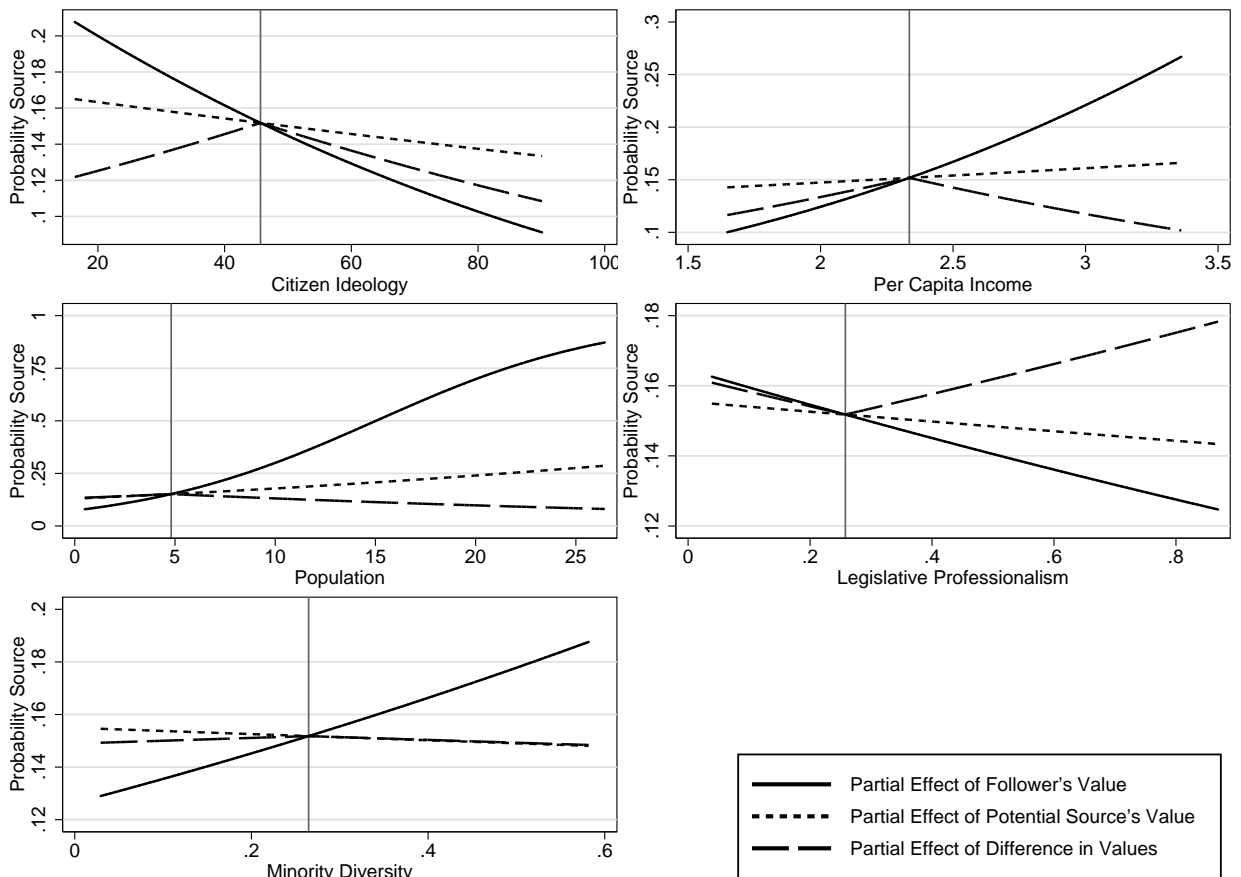 Probability Source
.1 .12 .14 .16 .18 .2
20 40 60 80 100
Citizen Ideology
Probability Source
.1 .15 .2 .25 .3
1.5 2 2.5 3 3.5
Per Capita Income
Probability Source
0 .25 .5 .75 1
0 5 10 15 20 25
Population
Probability Source
.12 .14 .16 .18
0 .2 .4 .6 .8
Legislative Professionalism
Probability Source
.12 .14 .16 .18 .2
0 .2 .4 .6
Minority Diversity
Partial Effect of Follower's Value
Partial Effect of Potential Source's Value
Partial Effect of Difference in Values